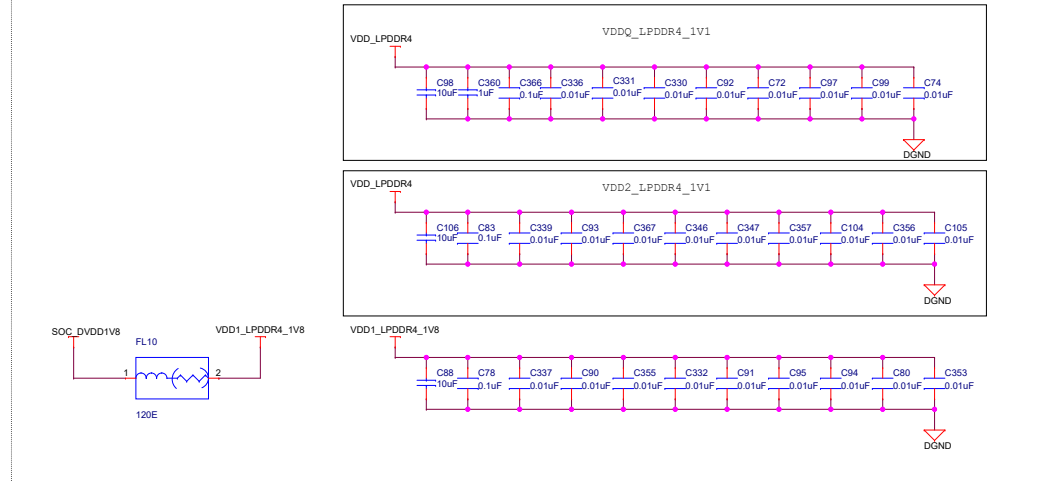 VDDQ_LPDDR4_1V1
VDD_LPDDR4
C98 C360 C366 C336 C331 C330 C92 C72 C97 C99 C74
10uF 1uF 0.1uF 0.01uF 0.01uF 0.01uF 0.01uF 0.01uF 0.01uF 0.01uF 0.01uF
DGND
VDD_LPDDR4
VDD2_LPDDR4_1V1
C106 C83 C339 C93 C367 C346 C347 C357 C104 C356 C105
10uF 0.1uF 0.01uF 0.01uF 0.01uF 0.01uF 0.01uF 0.01uF 0.01uF 0.01uF 0.01uF
DGND
SOC_DVDD1V8
FL10
VDD1_LPDDR4_1V8
1 2
120E
VDD1_LPDDR4_1V8
C88 C78 C337 C90 C355 C332 C91 C95 C94 C80 C353
10uF 0.1uF 0.01uF 0.01uF 0.01uF 0.01uF 0.01uF 0.01uF 0.01uF 0.01uF 0.01uF
DGND